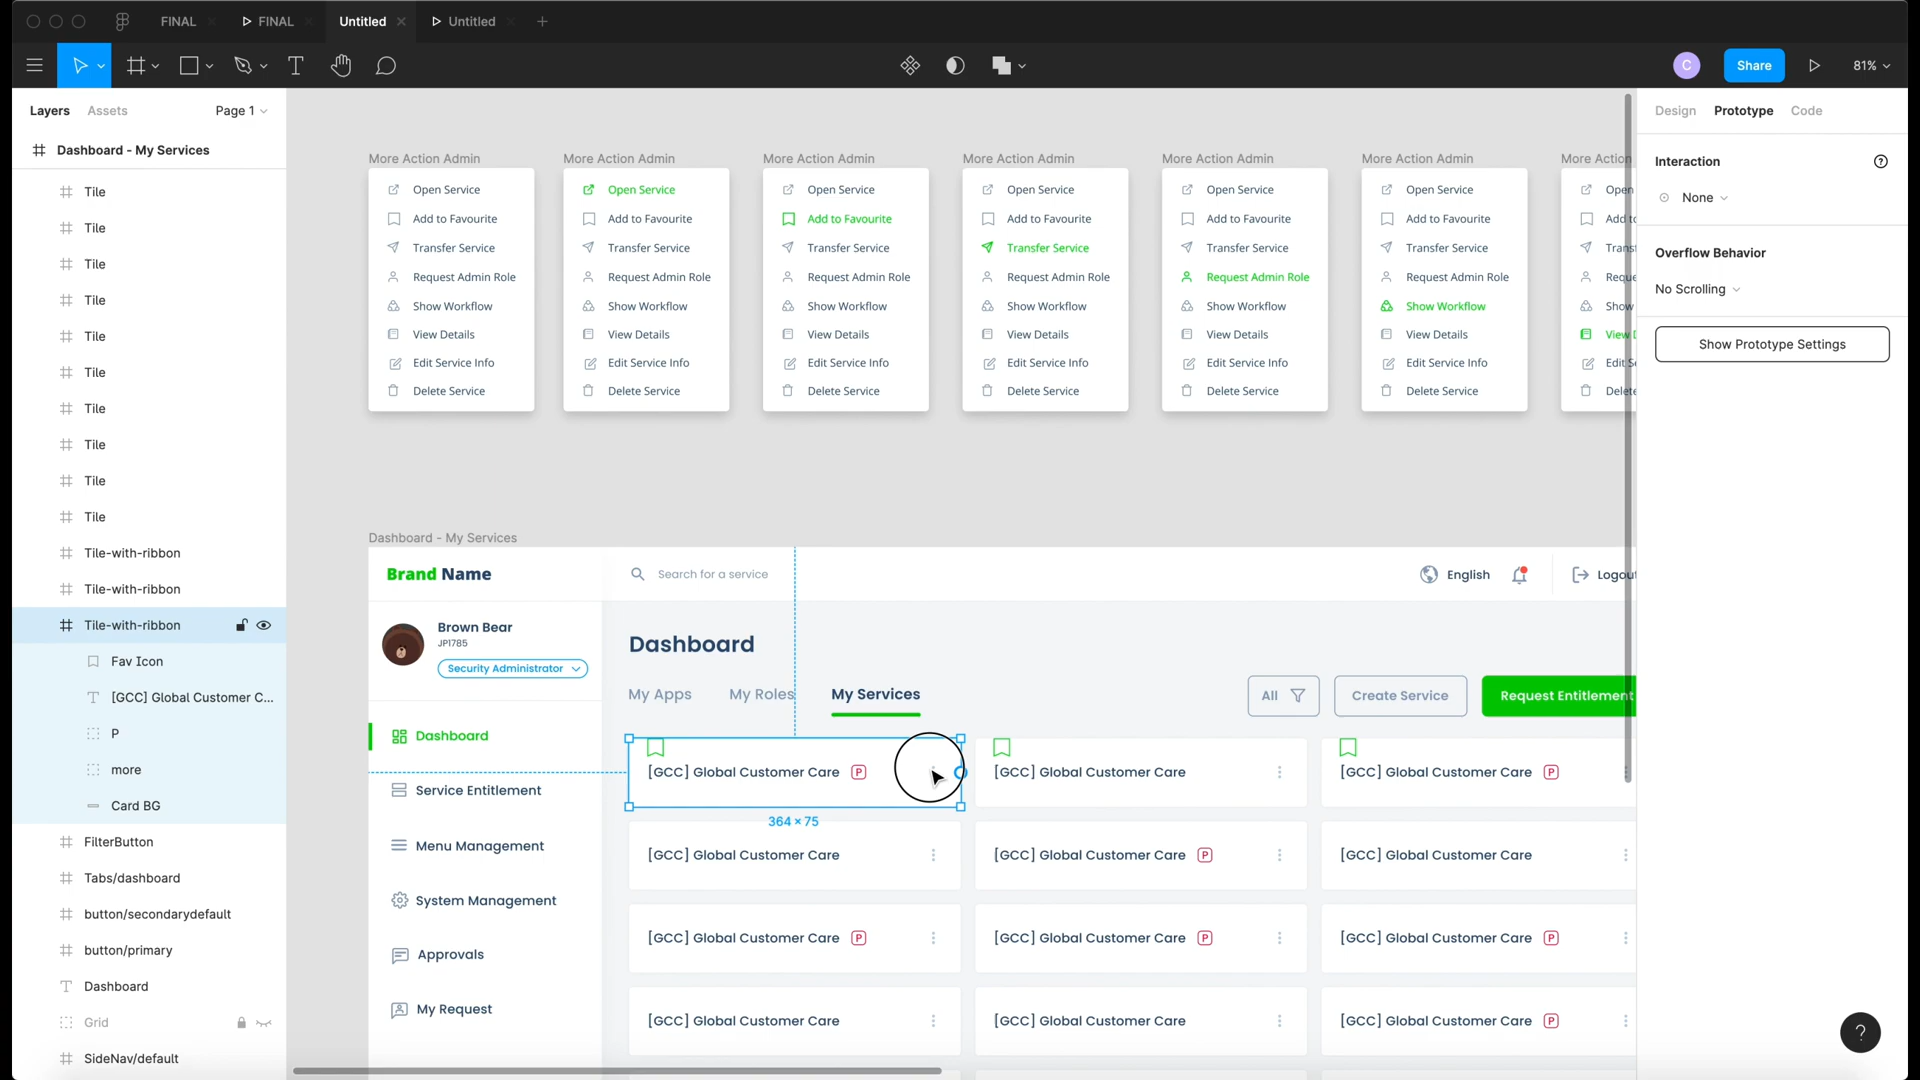 FINAL
FINAL
Untitled
Untitled
C
Share
81%
Layers
Assets
Page 1
Dashboard - My Services
Tile
Tile
Tile
Tile
Tile
Tile
Tile
Tile
Tile
Tile
Tile-with-ribbon
Tile-with-ribbon
Tile-with-ribbon
Fav Icon
[GCC] Global Customer C...
P
more
Card BG
FilterButton
Tabs/dashboard
button/secondarydefault
button/primary
Dashboard
Grid
SideNav/default
More Action Admin
Open Service
Add to Favourite
Transfer Service
Request Admin Role
Show Workflow
View Details
Edit Service Info
Delete Service
More Action Admin
Open Service
Add to Favourite
Transfer Service
Request Admin Role
Show Workflow
View Details
Edit Service Info
Delete Service
More Action Admin
Open Service
Add to Favourite
Transfer Service
Request Admin Role
Show Workflow
View Details
Edit Service Info
Delete Service
More Action Admin
Open Service
Add to Favourite
Transfer Service
Request Admin Role
Show Workflow
View Details
Edit Service Info
Delete Service
More Action Admin
Open Service
Add to Favourite
Transfer Service
Request Admin Role
Show Workflow
View Details
Edit Service Info
Delete Service
More Action Admin
Open Service
Add to Favourite
Transfer Service
Request Admin Role
Show Workflow
View Details
Edit Service Info
Delete Service
More Action
Open
Add to
Trans
Reque
Show
View D
Edit S
Delete
Dashboard - My Services
Brand Name
Search for a service
English
Logou
Brown Bear
JP1785
Security Administrator
Dashboard
Service Entitlement
Menu Management
System Management
Approvals
My Request
Dashboard
My Apps
My Roles
My Services
All
Create Service
Request Entitlement
[GCC] Global Customer Care P
[GCC] Global Customer Care
[GCC] Global Customer Care P
364 × 75
[GCC] Global Customer Care
[GCC] Global Customer Care P
[GCC] Global Customer Care
[GCC] Global Customer Care P
[GCC] Global Customer Care P
[GCC] Global Customer Care P
[GCC] Global Customer Care
[GCC] Global Customer Care
[GCC] Global Customer Care P
Design
Prototype
Code
Interaction
?
None
Overflow Behavior
No Scrolling
Show Prototype Settings
?